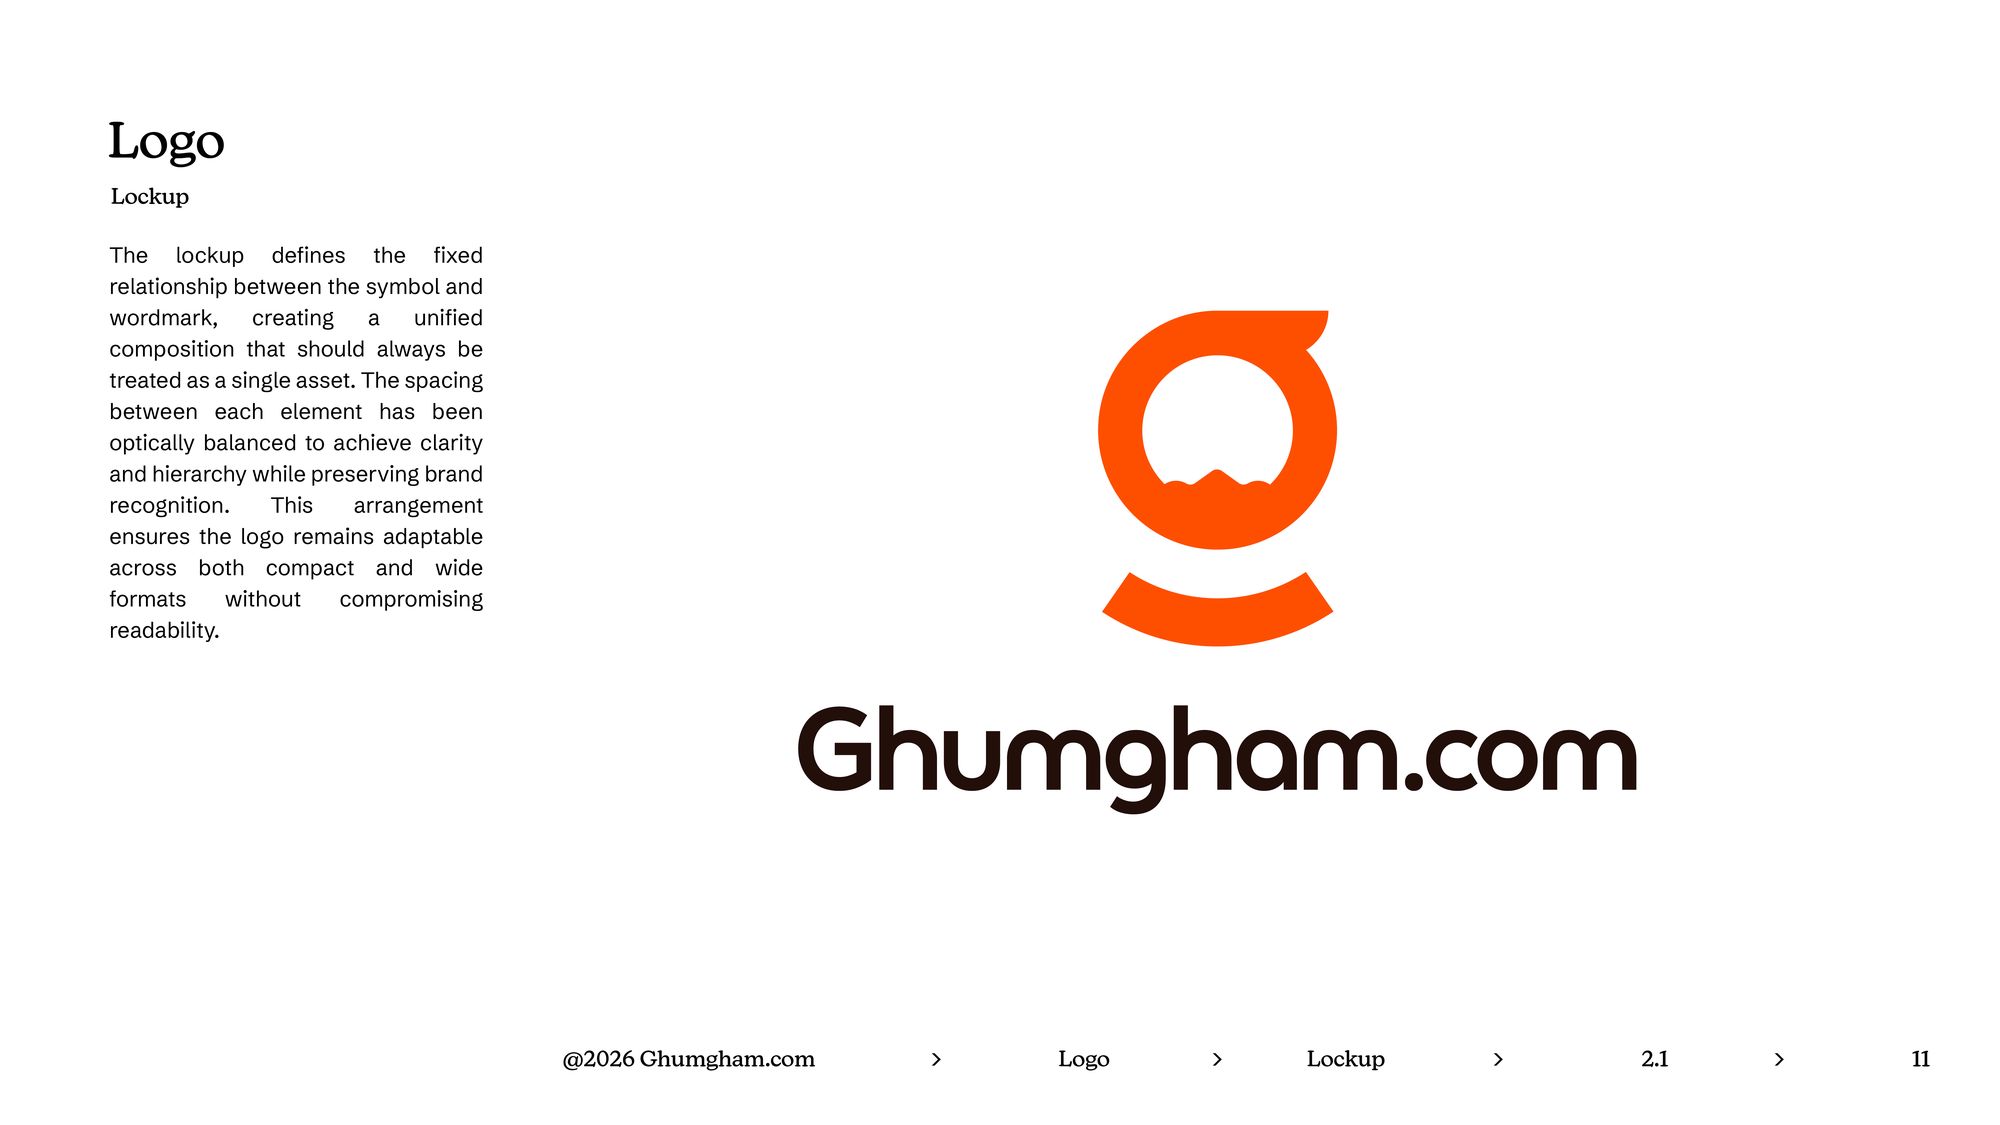 Logo
Lockup
The lockup defines the fixed
relationship between the symbol and
wordmark, creating a unified
composition that should always be
treated as a single asset. The spacing
between each element has been
optically balanced to achieve clarity
and hierarchy while preserving brand
recognition. This arrangement
ensures the logo remains adaptable
across both compact and wide
formats without compromising
readability.
g
Ghumgham.com
@2026 Ghumgham.com > Logo > Lockup > 2.1 > 11